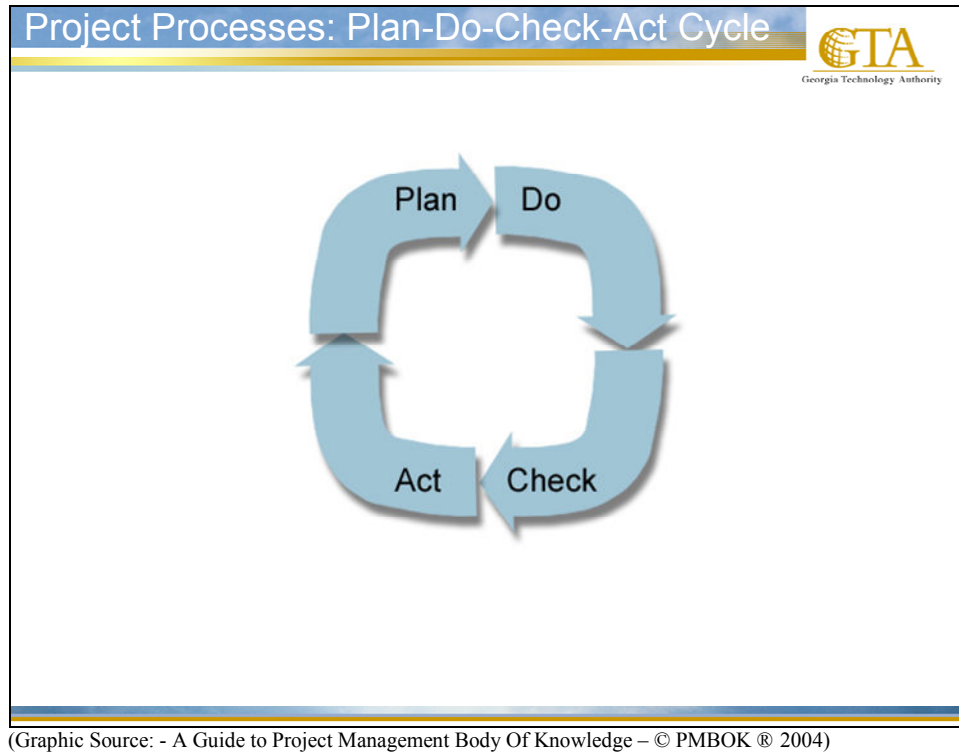 Project Processes: Plan-Do-Check-Act Cycle
GTA
Georgia Technology Authority
Plan
Do
Act
Check
(Graphic Source: - A Guide to Project Management Body Of Knowledge – © PMBOK ® 2004)